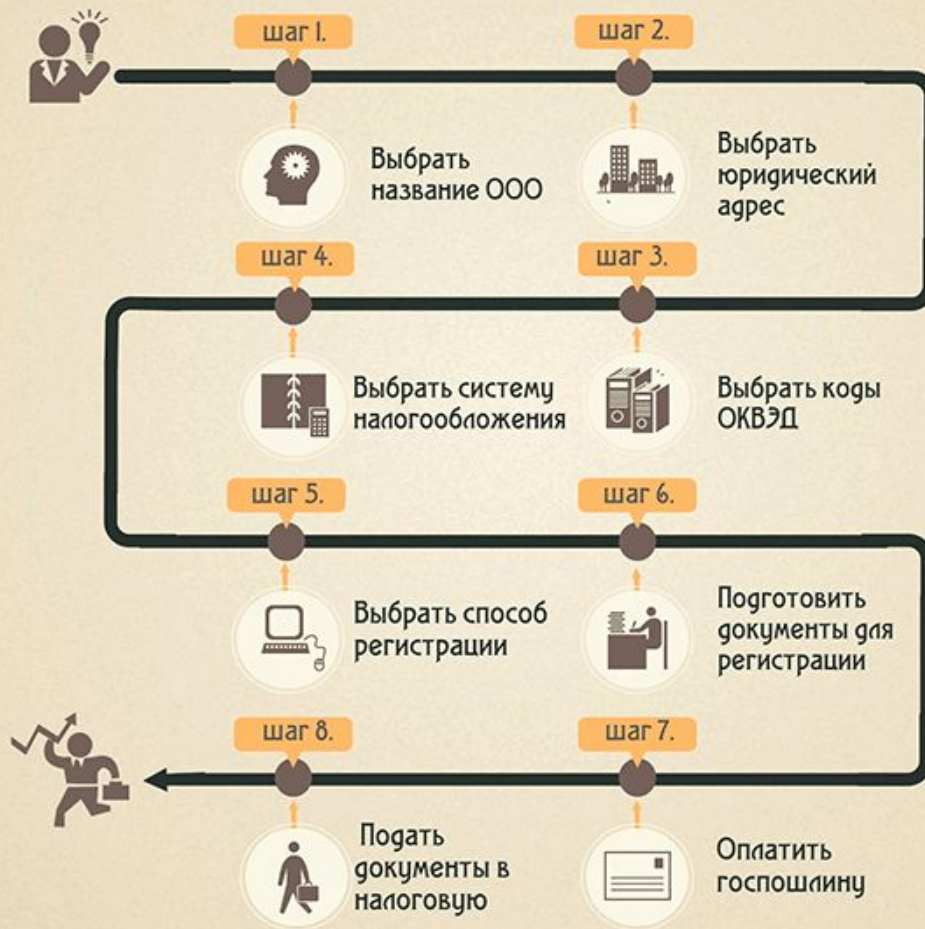 шаг 1.
Выбрать
название ООО
шаг 2.
Выбрать
юридический
адрес
шаг 3.
Выбрать коды
ОКВЭД
шаг 4.
Выбрать систему
налогообложения
шаг 5.
Выбрать способ
регистрации
шаг 6.
Подготовить
документы для
регистрации
шаг 7.
Оплатить
госпошлину
шаг 8.
Подать
документы в
налоговую